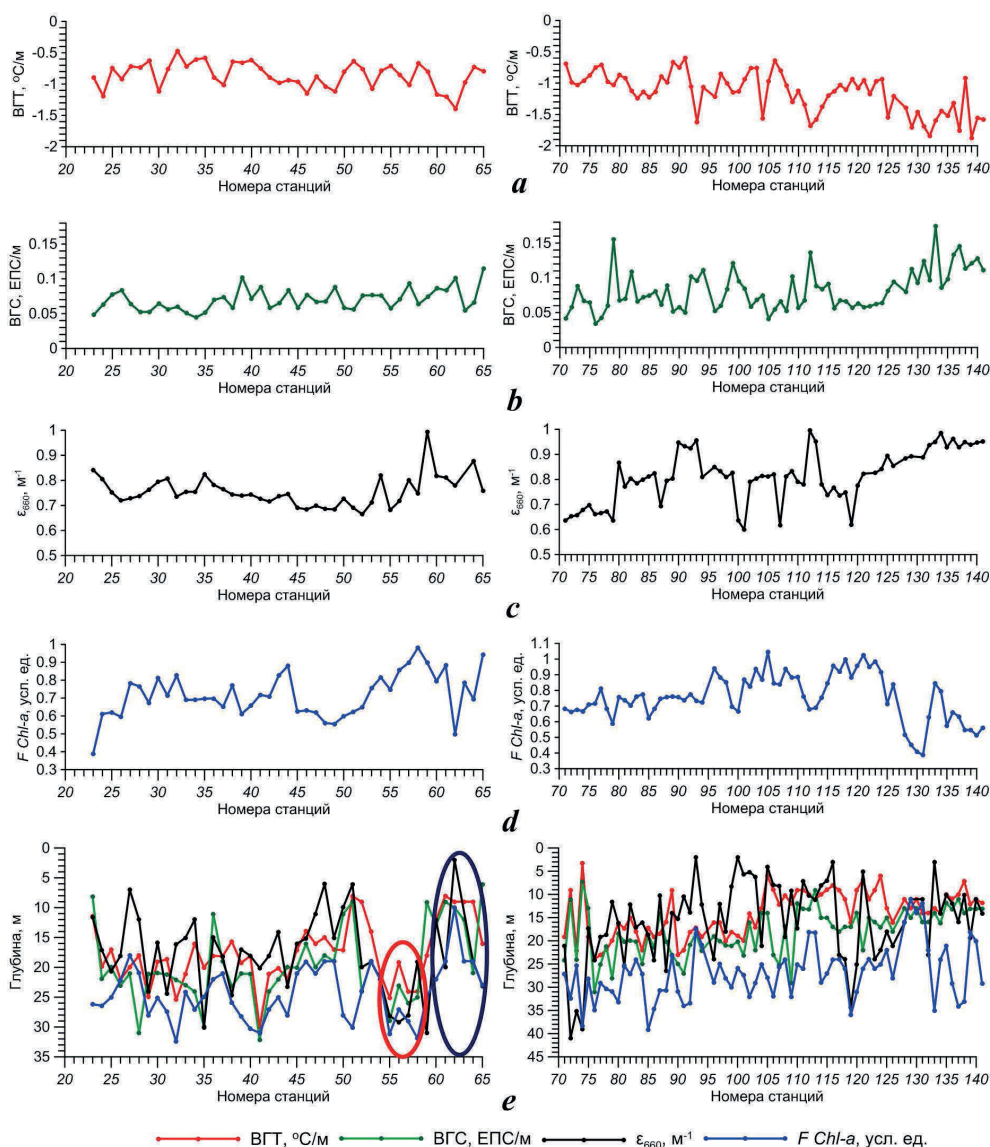 0
-0.5
-1
-1.5
-2
ВГТ, °С/м
20 25 30 35 40 45 50 55 60 65
Номера станций
0
-0.5
-1
-1.5
-2
ВГТ, °С/м
70 75 80 85 90 95 100 105 110 115 120 125 130 135 140
Номера станций
a
0.15
0.1
0.05
0
ВГС, ЕПС/м
20 25 30 35 40 45 50 55 60 65
Номера станций
0.15
0.1
0.05
0
ВГС, ЕПС/м
70 75 80 85 90 95 100 105 110 115 120 125 130 135 140
Номера станций
b
1
0.9
0.8
0.7
0.6
0.5
ε660, м-1
20 25 30 35 40 45 50 55 60 65
Номера станций
1
0.9
0.8
0.7
0.6
0.5
ε660, м-1
70 75 80 85 90 95 100 105 110 115 120 125 130 135 140
Номера станций
c
1
0.9
0.8
0.7
0.6
0.5
0.4
0.3
F Chl-a, усл. ед.
20 25 30 35 40 45 50 55 60 65
Номера станций
1.1
1
0.9
0.8
0.7
0.6
0.5
0.4
0.3
F Chl-a, усл. ед.
70 75 80 85 90 95 100 105 110 115 120 125 130 135 140
Номера станций
d
0
5
10
15
20
25
30
35
Глубина, м
20 25 30 35 40 45 50 55 60 65
Номера станций
0
5
10
15
20
25
30
35
40
45
Глубина, м
70 75 80 85 90 95 100 105 110 115 120 125 130 135 140
Номера станций
e
ВГТ, °С/м ВГС, ЕПС/м ε660, м-1 F Chl-a, усл. ед.